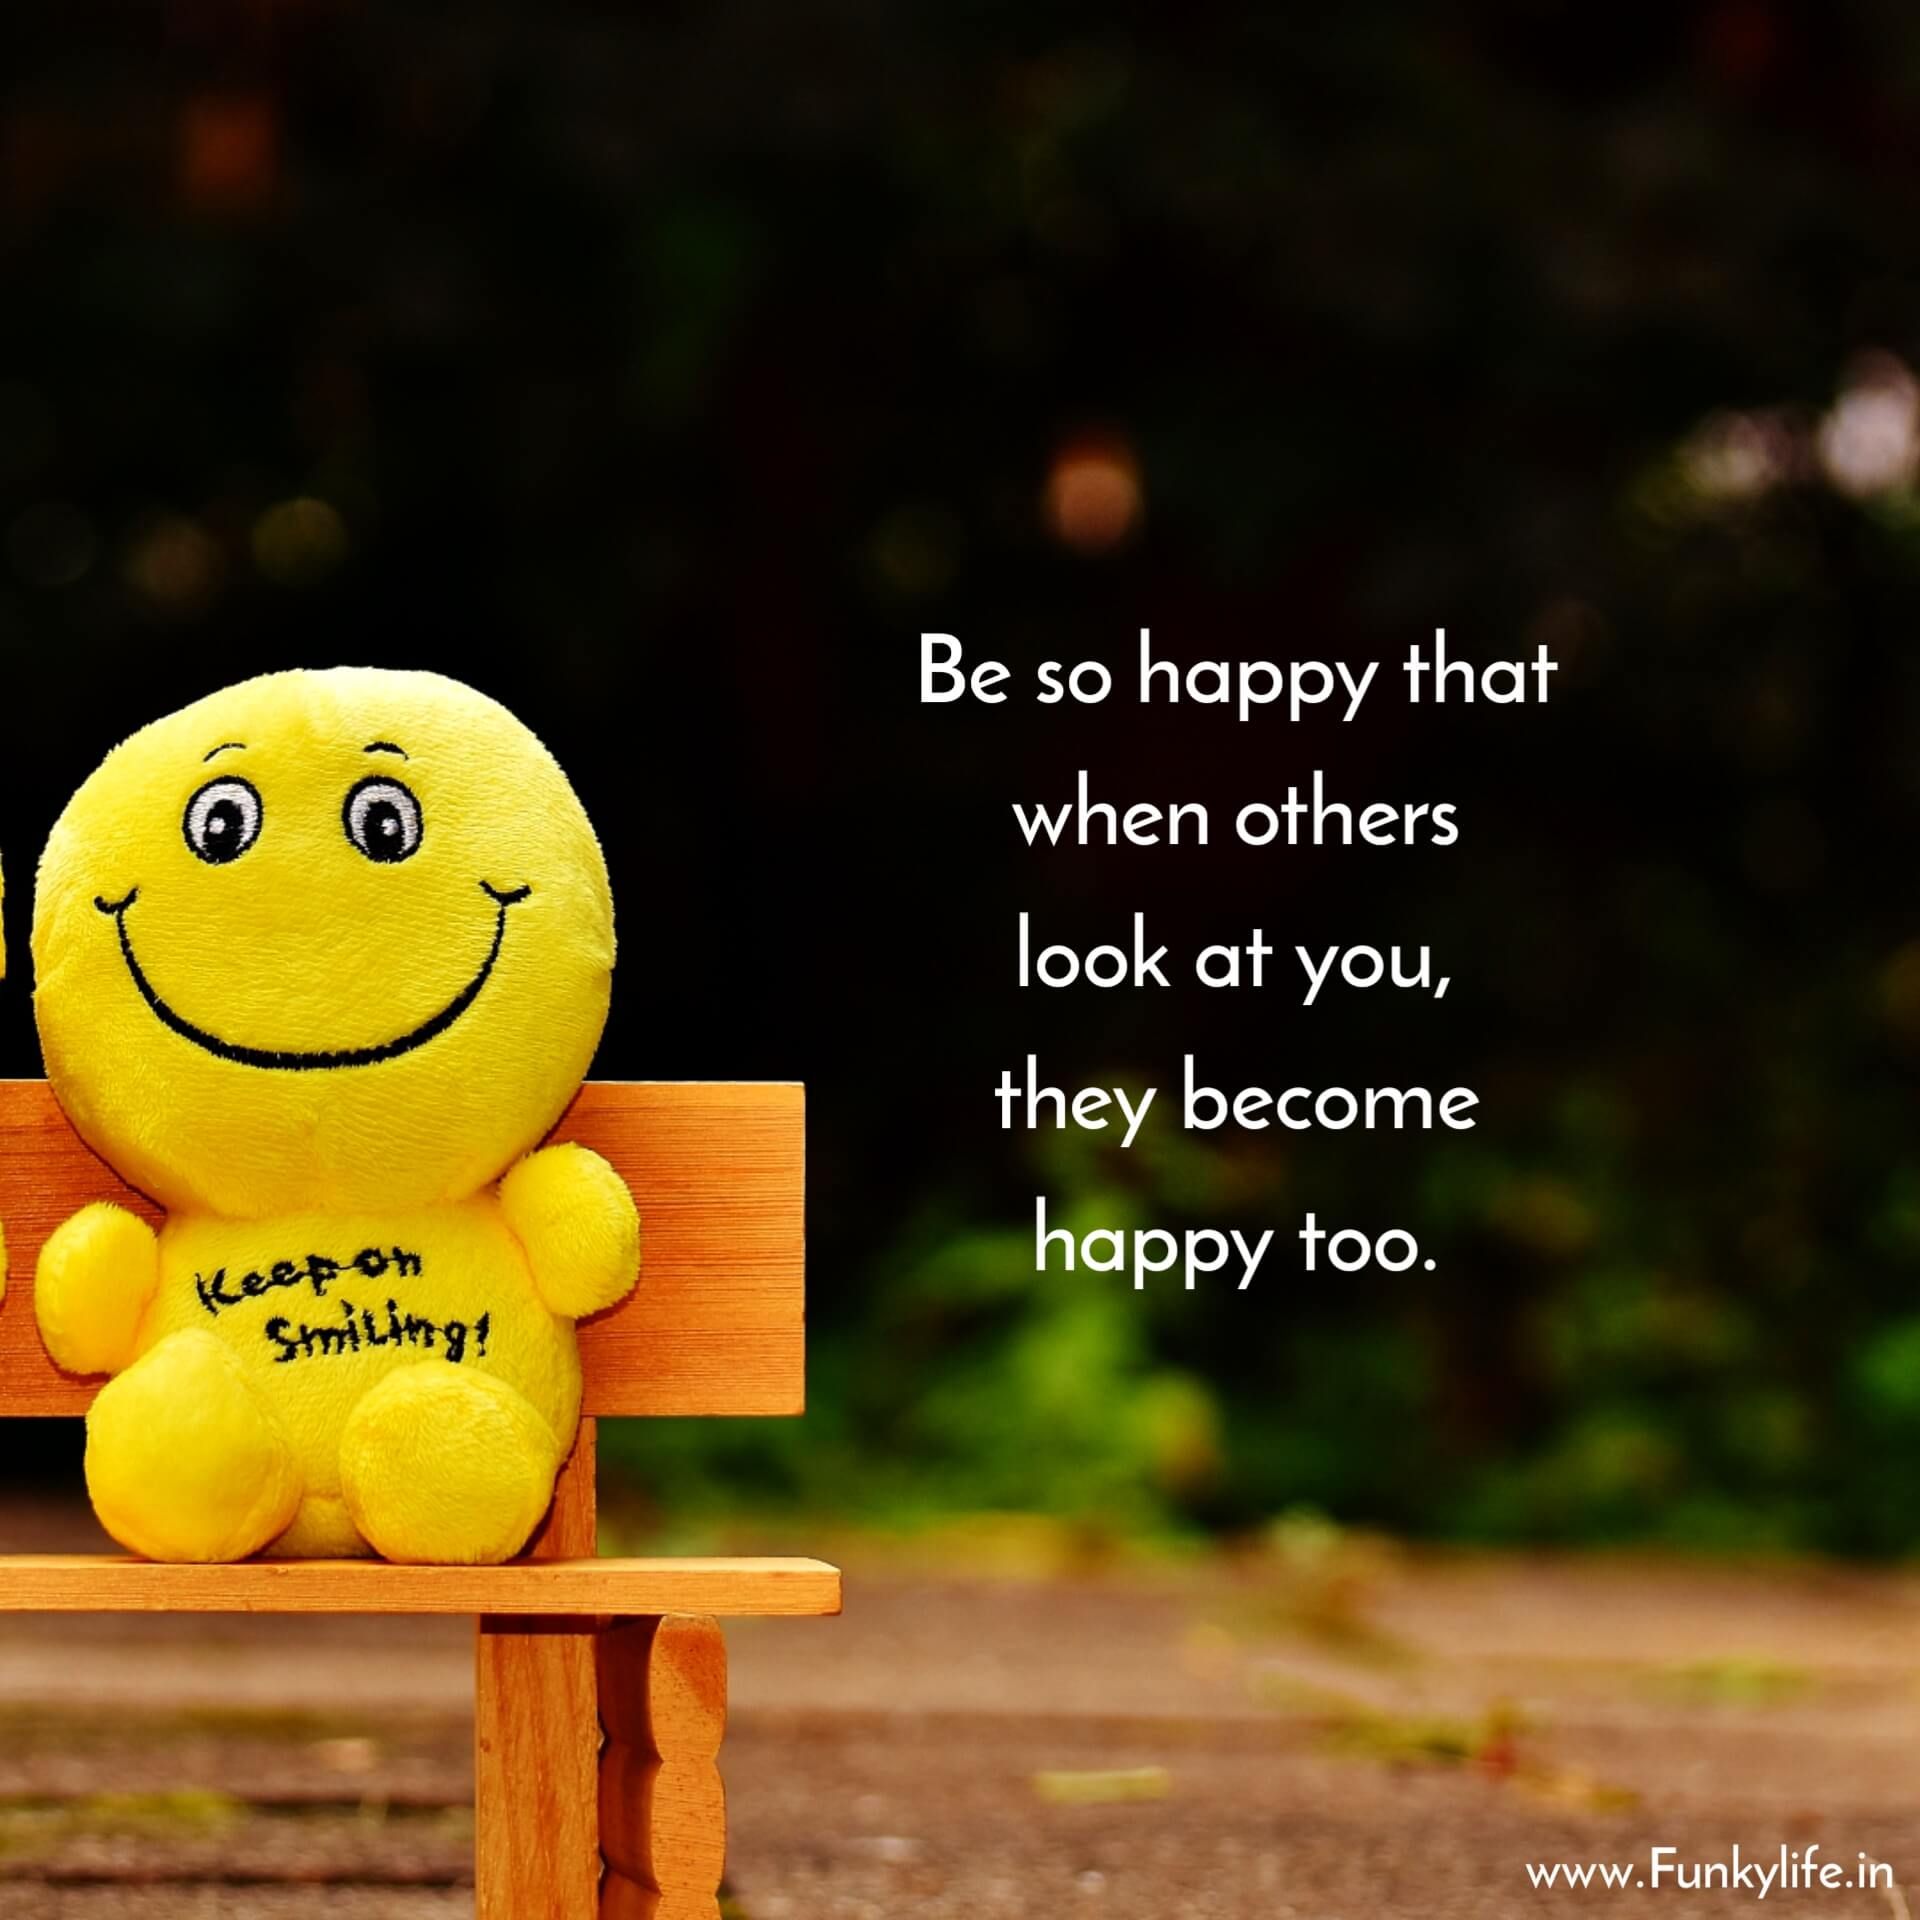 Be so happy that
when others
look at you,
they become
happy too.
Keep on
Smiling!
www.Funkylife.in